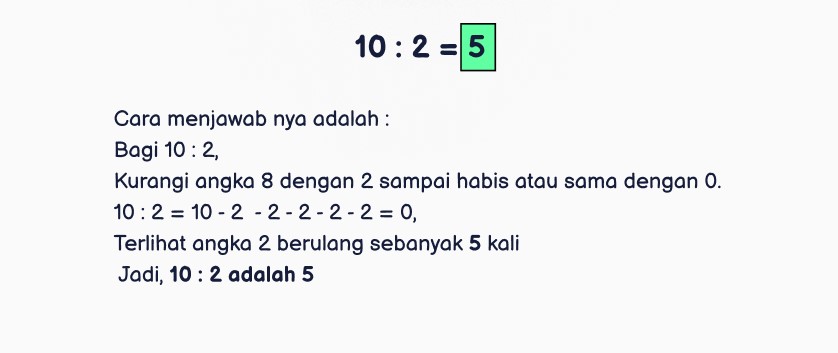 10 : 2 = 5
Cara menjawab nya adalah :
Bagi 10 : 2,
Kurangi angka 8 dengan 2 sampai habis atau sama dengan 0.
10 : 2 = 10 - 2 - 2 - 2 - 2 - 2 = 0,
Terlihat angka 2 berulang sebanyak 5 kali
Jadi, 10 : 2 adalah 5